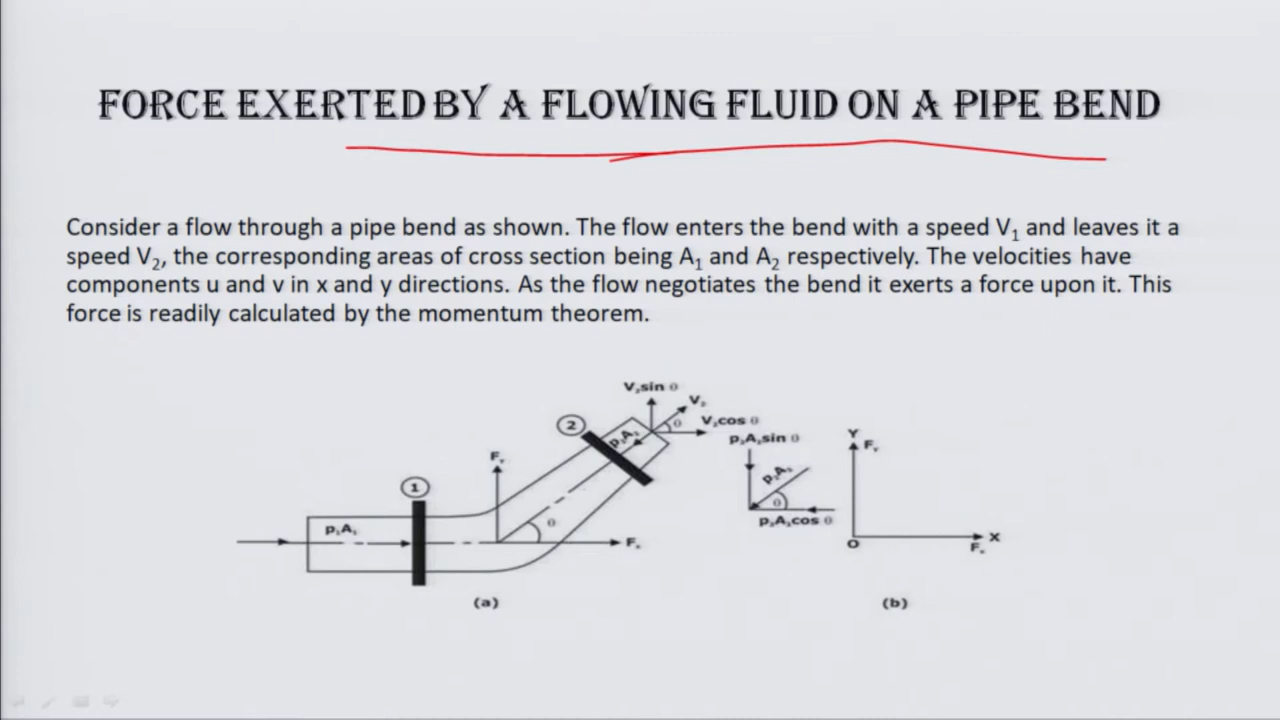 FORCE EXERTED BY A FLOWING FLUID ON A PIPE BEND
Consider a flow through a pipe bend as shown. The flow enters the bend with a speed V₁ and leaves it a
speed V₂, the corresponding areas of cross section being A₁ and A₂ respectively. The velocities have
components u and v in x and y directions. As the flow negotiates the bend it exerts a force upon it. This
force is readily calculated by the momentum theorem.
V₂sin θ
V₂
② p₂A₂ θ V₂cos θ
p₂A₂sin θ
Y
Fᵧ
Fᵧ
p₂A₂
①
θ
p₂A₂cos θ
p₁A₁
θ
Fₓ
O
X
Fₓ
(a)
(b)